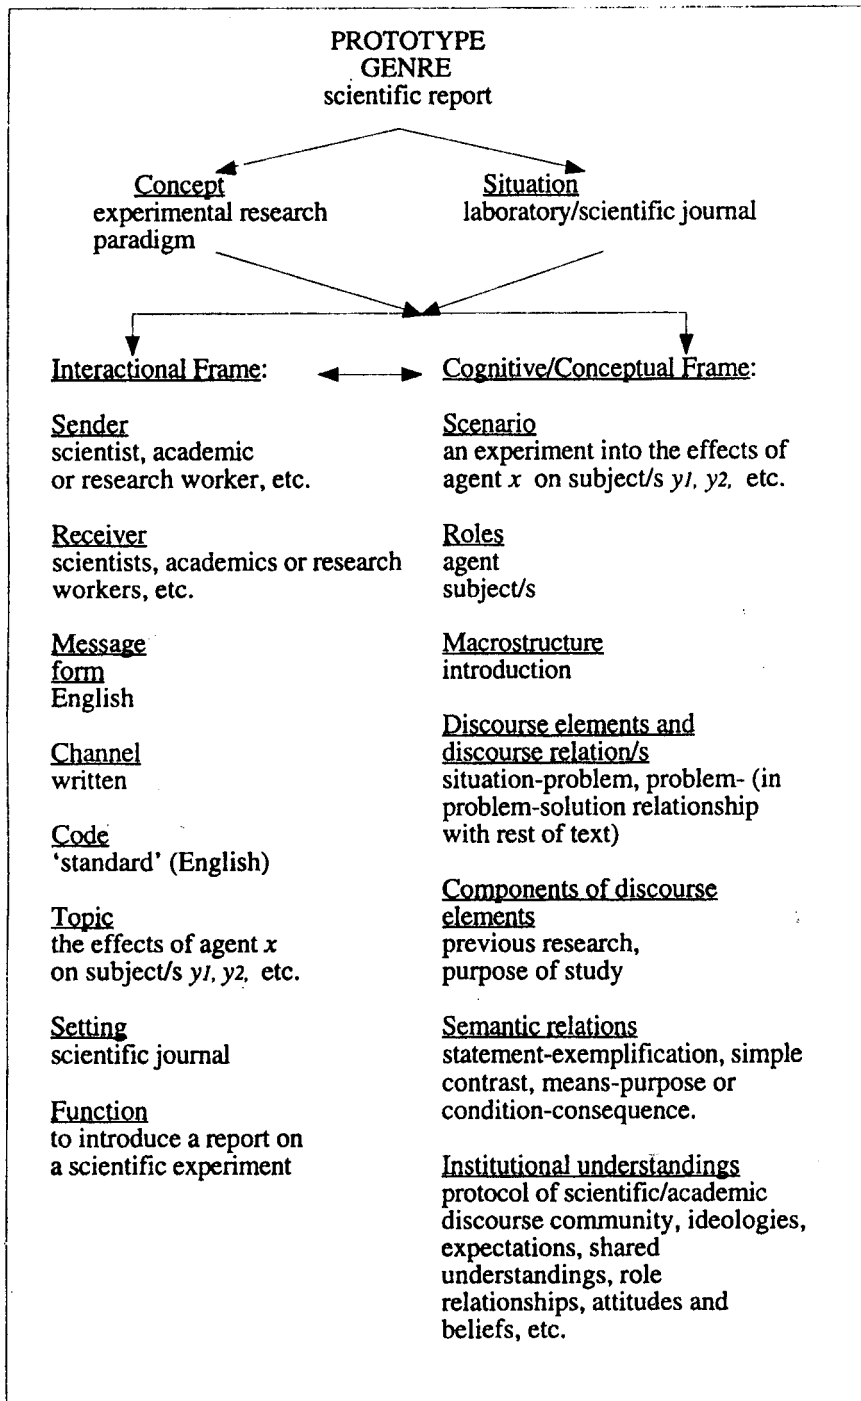 PROTOTYPE
GENRE
scientific report
Concept
experimental research
paradigm
Situation
laboratory/scientific journal
Interactional Frame:
Sender
scientist, academic
or research worker, etc.
Receiver
scientists, academics or research
workers, etc.
Message
form
English
Channel
written
Code
‘standard’ (English)
Topic
the effects of agent x
on subject/s y1, y2, etc.
Setting
scientific journal
Function
to introduce a report on
a scientific experiment
Cognitive/Conceptual Frame:
Scenario
an experiment into the effects of
agent x on subject/s y1, y2, etc.
Roles
agent
subject/s
Macrostructure
introduction
Discourse elements and
discourse relation/s
situation-problem, problem- (in
problem-solution relationship
with rest of text)
Components of discourse
elements
previous research,
purpose of study
Semantic relations
statement-exemplification, simple
contrast, means-purpose or
condition-consequence.
Institutional understandings
protocol of scientific/academic
discourse community, ideologies,
expectations, shared
understandings, role
relationships, attitudes and
beliefs, etc.